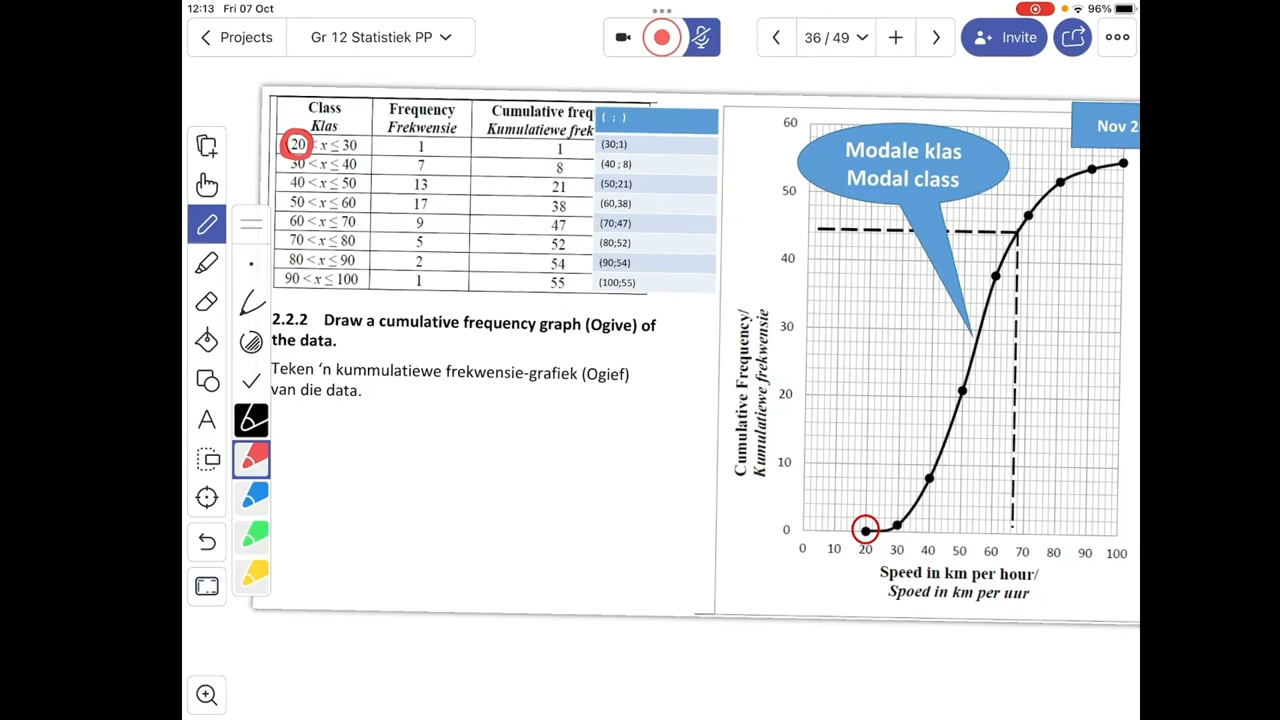 12:13 Fri 07 Oct
96%
Projects
Gr 12 Statistiek PP
36 / 49
Invite
Class Frequency Cumulative freq
Klas Frekwensie Kumulatiewe frek
( ; )
20 < x ≤ 30 1 1 (30;1)
30 < x ≤ 40 7 8 (40 ; 8)
40 < x ≤ 50 13 21 (50;21)
50 < x ≤ 60 17 38 (60,38)
60 < x ≤ 70 9 47 (70;47)
70 < x ≤ 80 5 52 (80;52)
80 < x ≤ 90 2 54 (90;54)
90 < x ≤ 100 1 55 (100;55)
2.2.2 Draw a cumulative frequency graph (Ogive) of
the data.
Teken ‘n kummulatiewe frekwensie-grafiek (Ogief)
van die data.
A
Nov 2
Modale klas
Modal class
Cumulative Frequency/
Kumulatiewe frekwensie
60
50
40
30
20
10
0
0 10 20 30 40 50 60 70 80 90 100
Speed in km per hour/
Spoed in km per uur